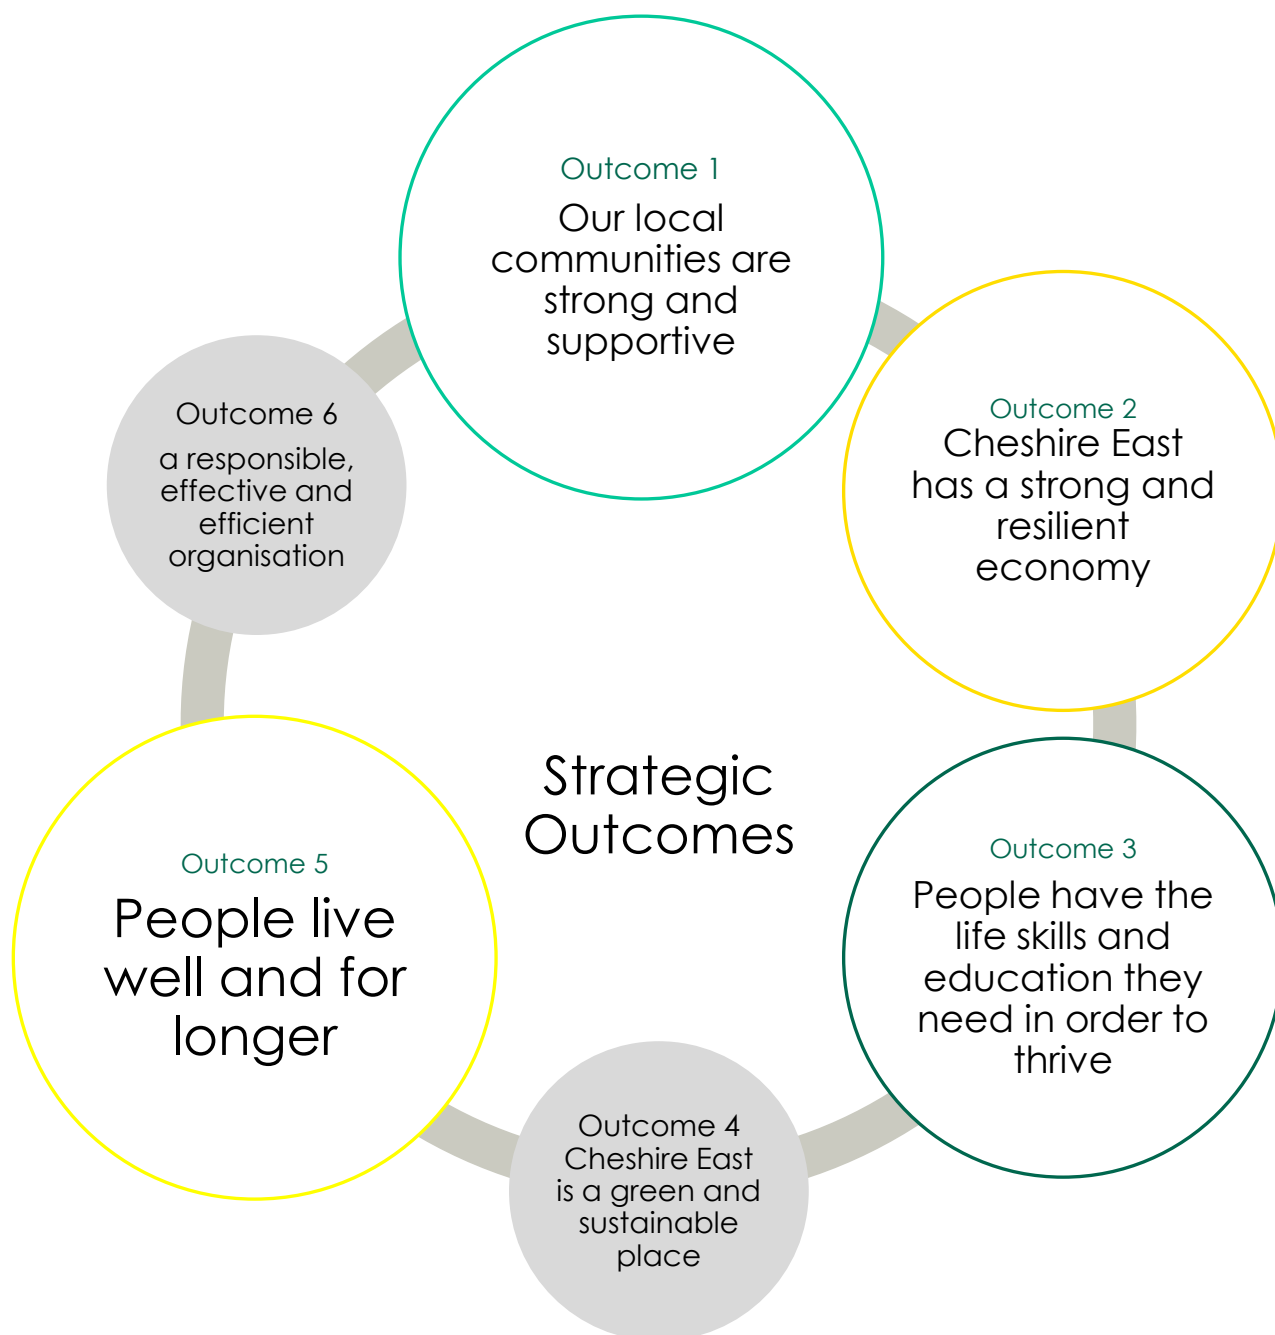 Outcome 1
Our local
communities are
strong and
supportive
Outcome 2
Cheshire East
has a strong and
resilient
economy
Outcome 3
People have the
life skills and
education they
need in order to
thrive
Outcome 4
Cheshire East
is a green and
sustainable
place
Outcome 5
People live
well and for
longer
Outcome 6
a responsible,
effective and
efficient
organisation
Strategic
Outcomes